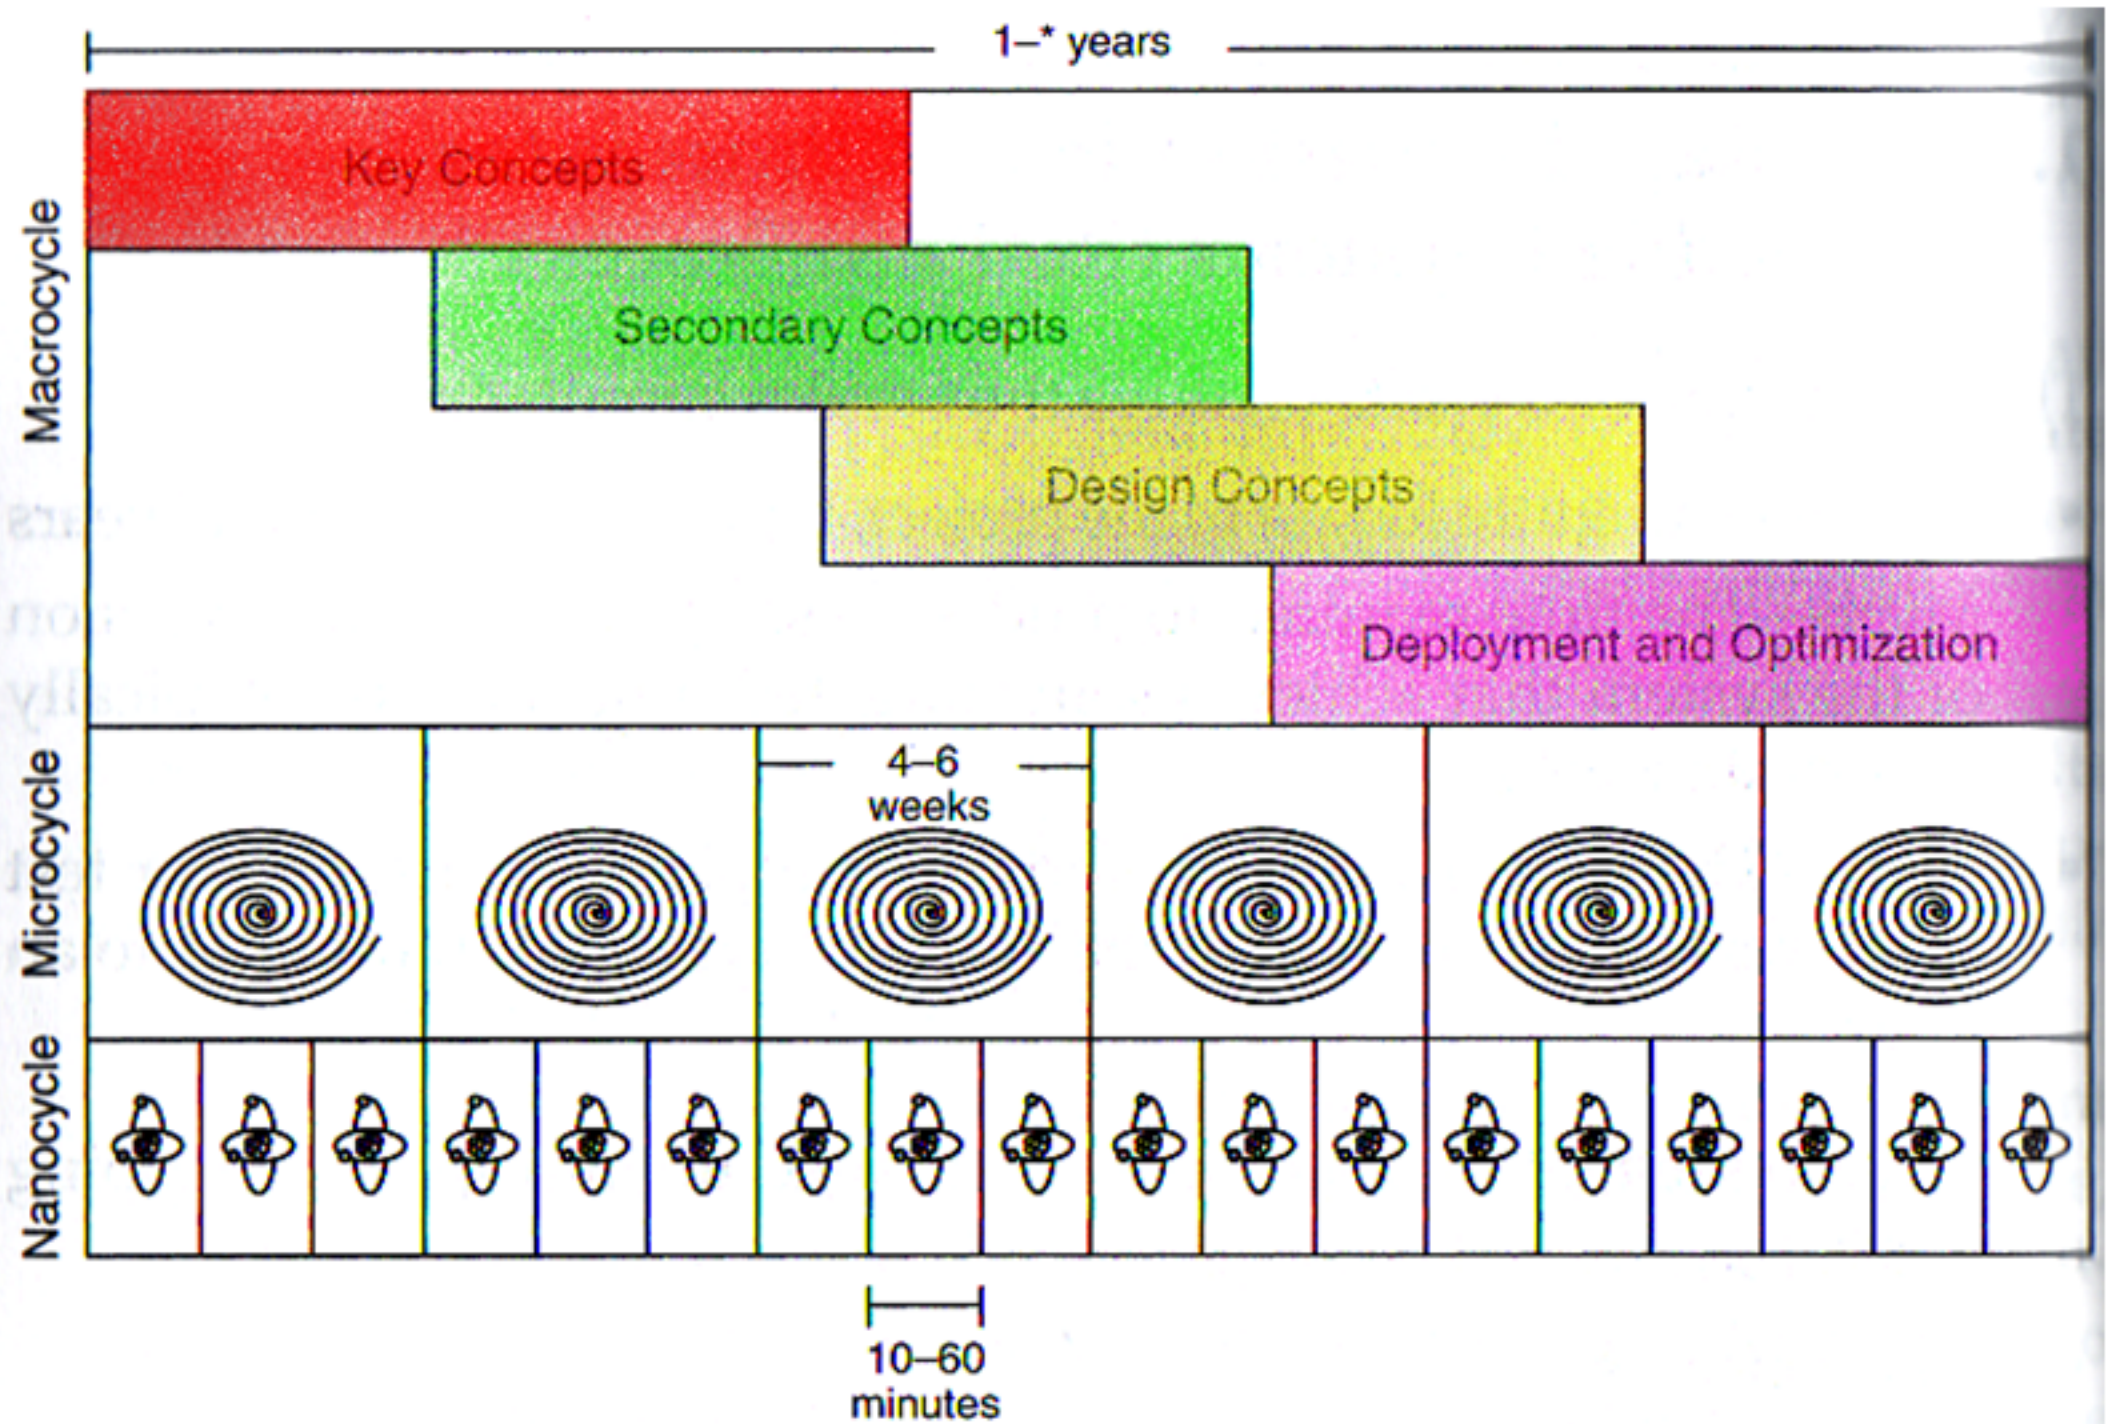 1–* years
Macrocycle
Key Concepts
Secondary Concepts
Design Concepts
Deployment and Optimization
Microcycle
4–6
weeks
Nanocycle
10–60
minutes